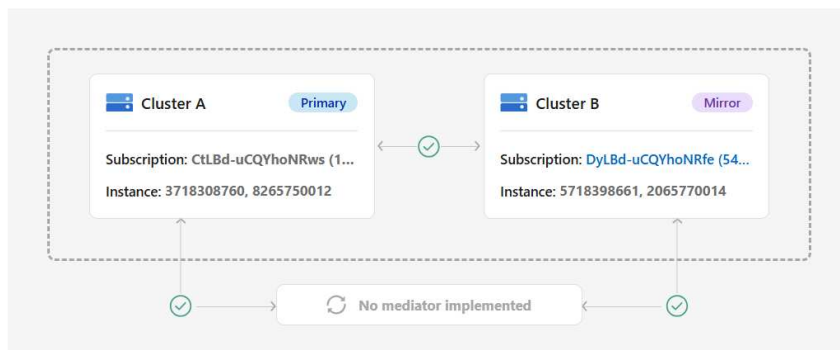 Cluster A Primary
Subscription: CtLBd-uCQYhoNRws (1...
Instance: 3718308760, 8265750012
Cluster B Mirror
Subscription: DyLBd-uCQYhoNRfe (54...
Instance: 5718398661, 2065770014
No mediator implemented